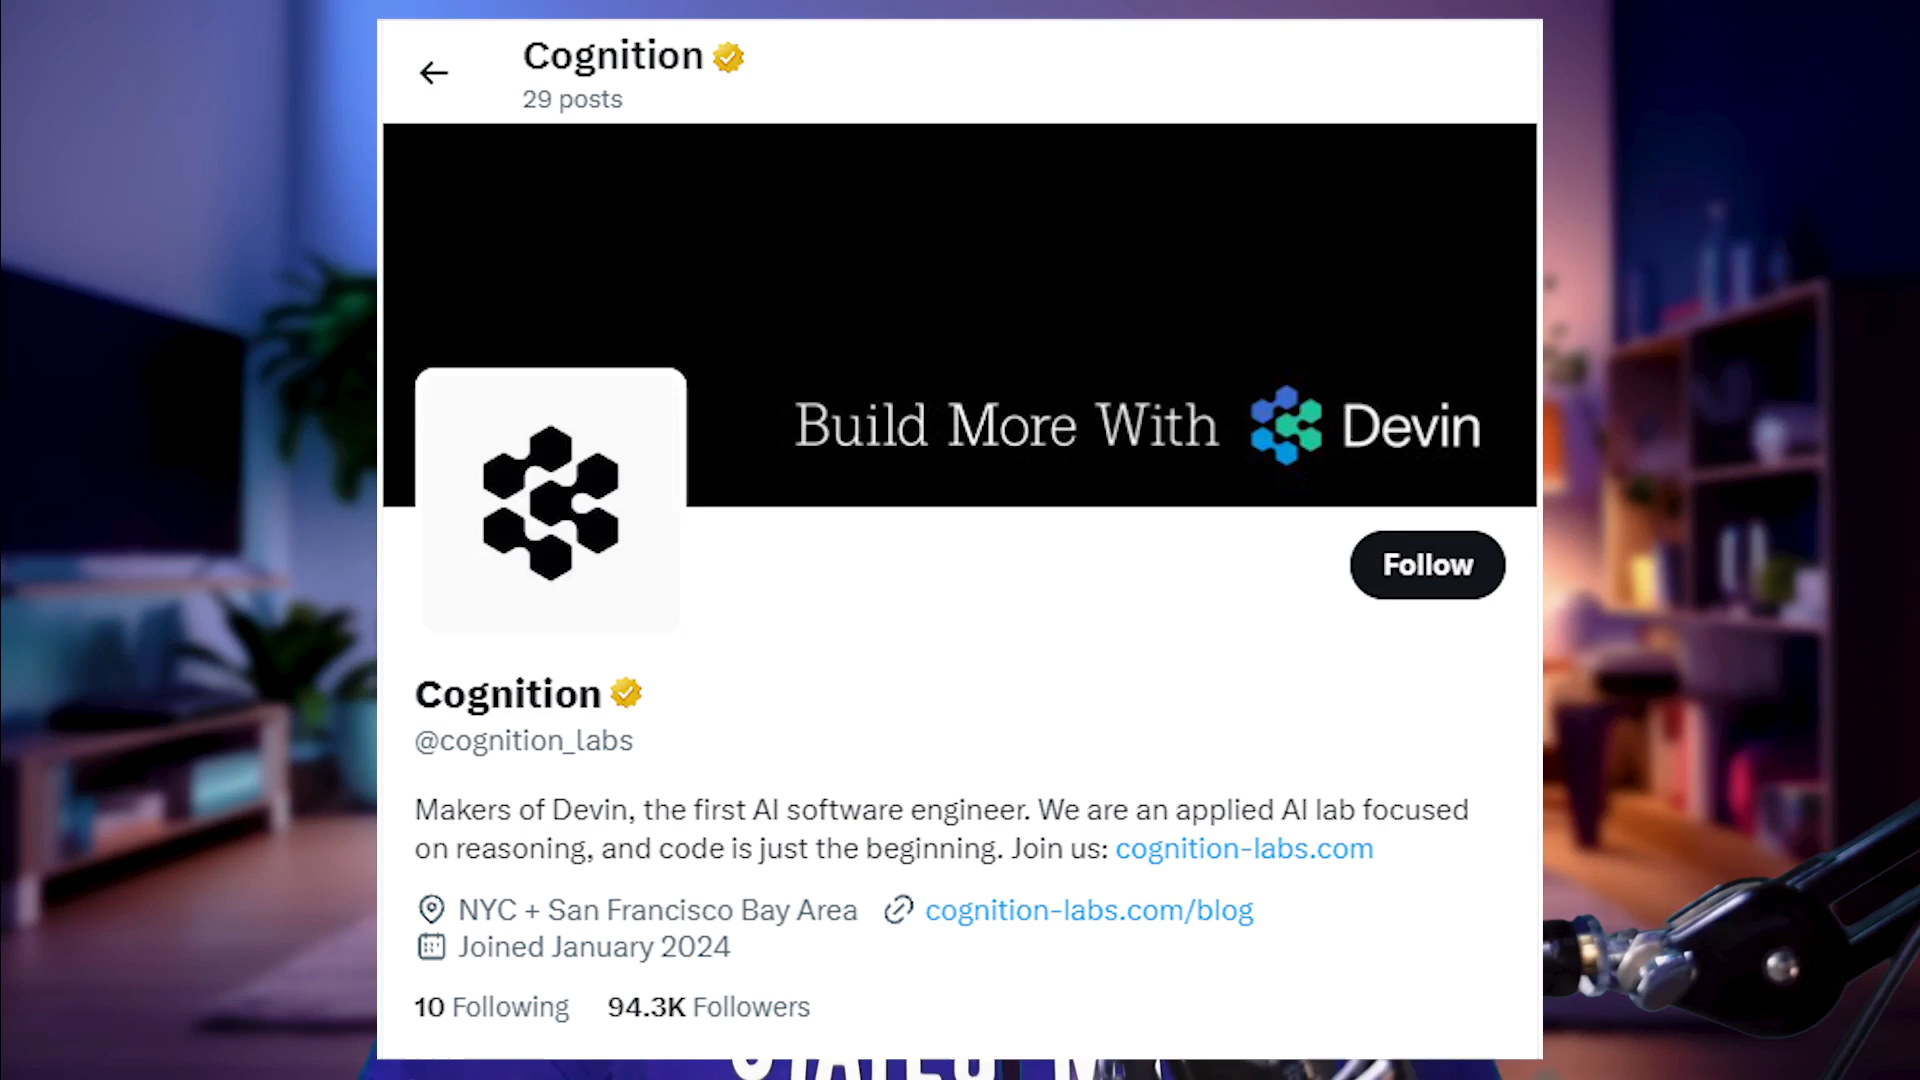 Cognition
29 posts
Build More With Devin
Follow
Cognition
@cognition_labs
Makers of Devin, the first AI software engineer. We are an applied AI lab focused
on reasoning, and code is just the beginning. Join us: cognition-labs.com
NYC + San Francisco Bay Area cognition-labs.com/blog
Joined January 2024
10 Following 94.3K Followers